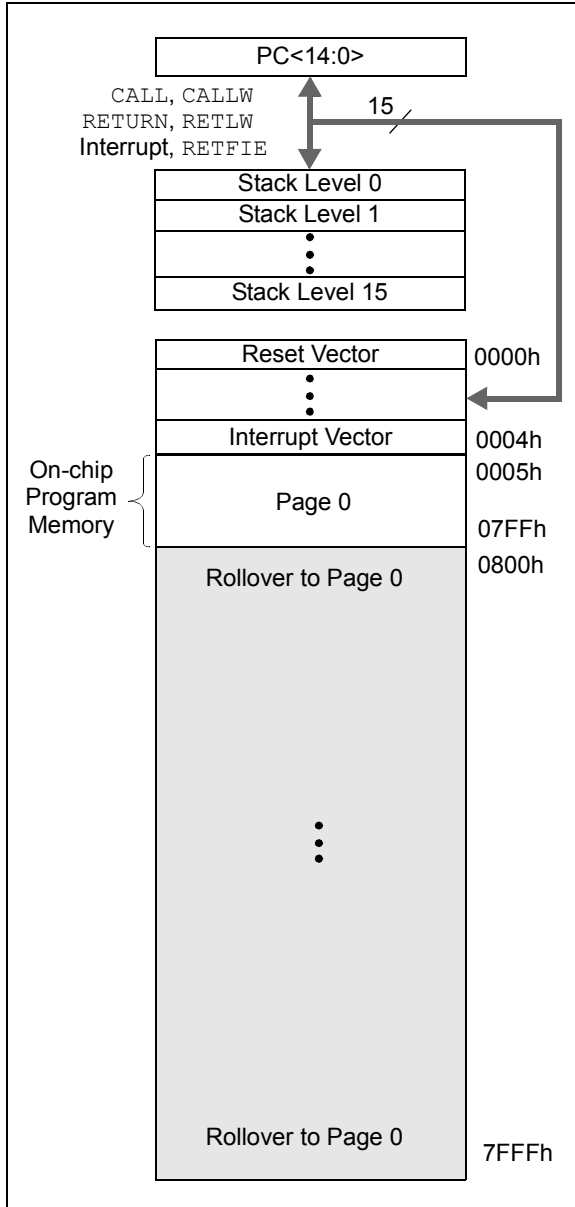 PC<14:0>
CALL, CALLW
RETURN, RETLW
Interrupt, RETFIE
15
Stack Level 0
Stack Level 1
Stack Level 15
Reset Vector
0000h
Interrupt Vector
0004h
On-chip
Program
Memory
Page 0
0005h
07FFh
Rollover to Page 0
0800h
Rollover to Page 0
7FFFh